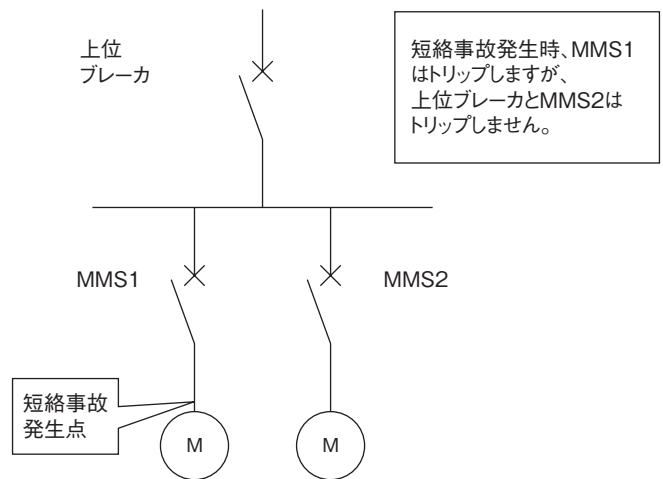 上位
ブレーカ
短絡事故発生時、MMS1
はトリップしますが、
上位ブレーカとMMS2は
トリップしません。
MMS1
MMS2
短絡事故
発生点
M
M